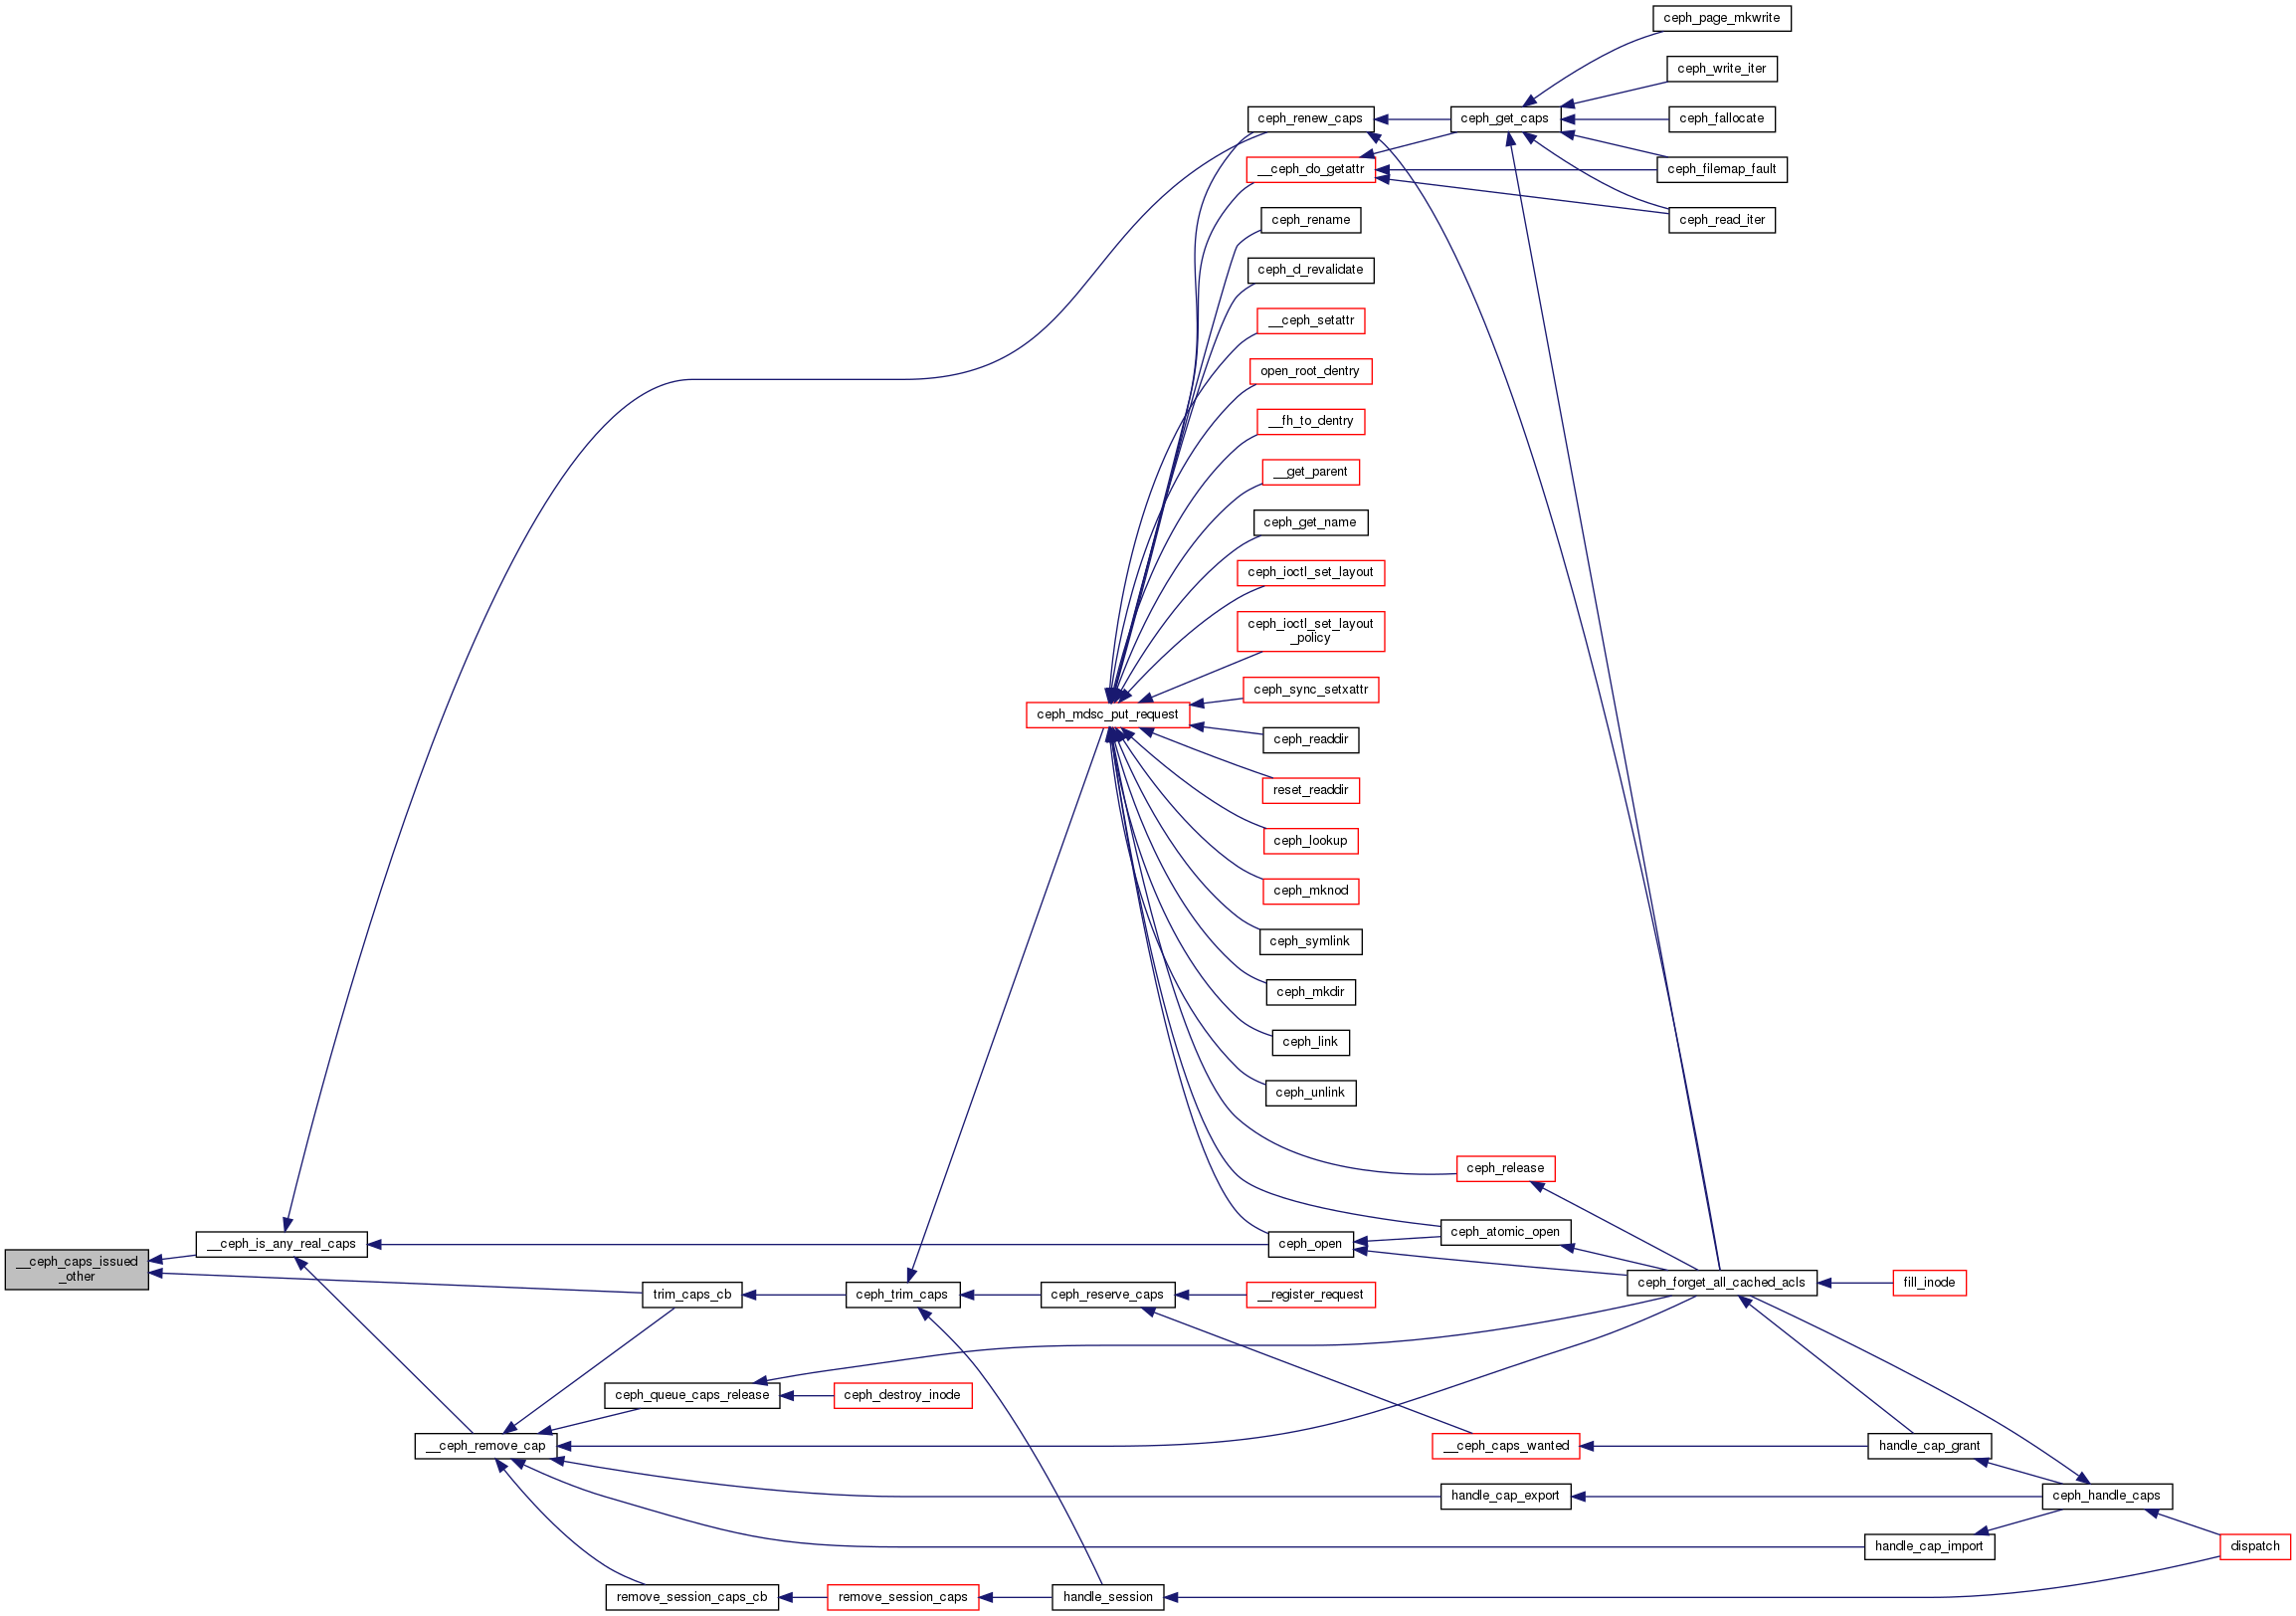 ceph_page_mkwrite
ceph_write_iter
ceph_renew_caps
ceph_get_caps
ceph_fallocate
__ceph_do_getattr
ceph_filemap_fault
ceph_rename
ceph_read_iter
ceph_d_revalidate
__ceph_setattr
open_root_dentry
__fh_to_dentry
__get_parent
ceph_get_name
ceph_ioctl_set_layout
ceph_ioctl_set_layout
_policy
ceph_sync_setxattr
ceph_mdsc_put_request
ceph_readdir
reset_readdir
ceph_lookup
ceph_mknod
ceph_symlink
ceph_mkdir
ceph_link
ceph_unlink
ceph_release
ceph_atomic_open
__ceph_is_any_real_caps
ceph_open
__ceph_caps_issued
_other
ceph_forget_all_cached_acls
fill_inode
trim_caps_cb
ceph_trim_caps
ceph_reserve_caps
__register_request
ceph_queue_caps_release
ceph_destroy_inode
__ceph_remove_cap
__ceph_caps_wanted
handle_cap_grant
handle_cap_export
ceph_handle_caps
handle_cap_import
dispatch
remove_session_caps_cb
remove_session_caps
handle_session